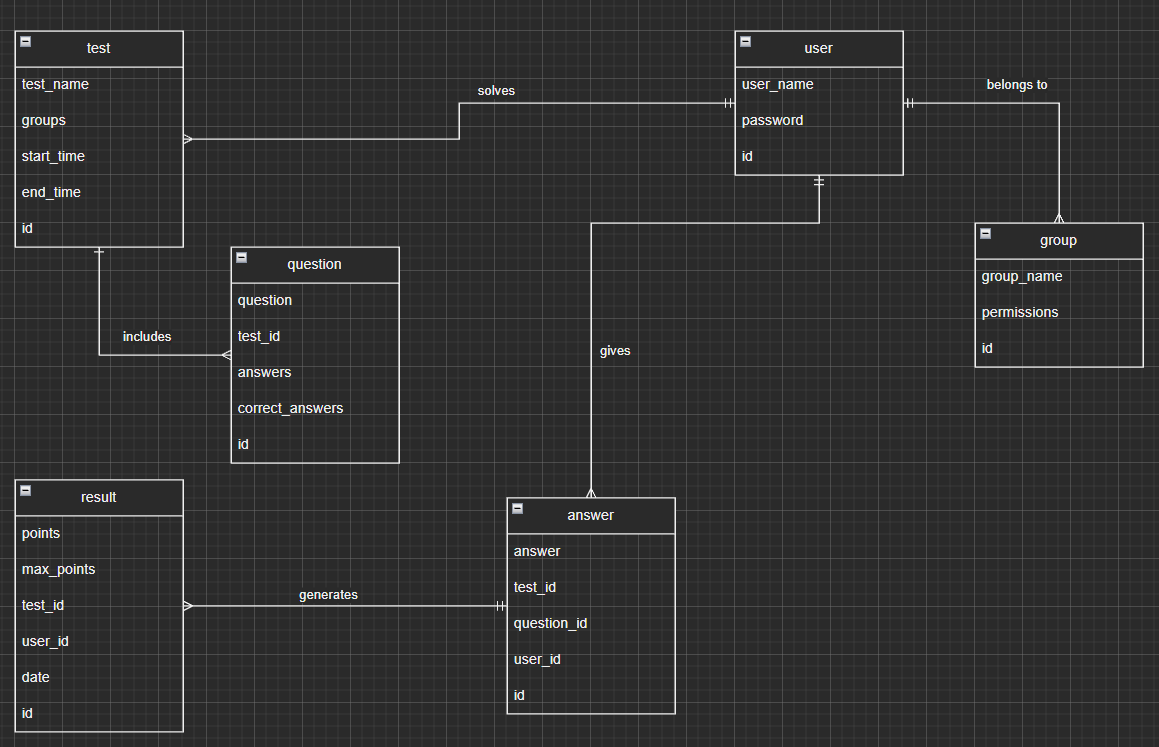 test
test_name
groups
start_time
end_time
id
solves
user
user_name
password
id
belongs to
group
group_name
permissions
id
includes
question
question
test_id
answers
correct_answers
id
gives
result
points
max_points
test_id
user_id
date
id
generates
answer
answer
test_id
question_id
user_id
id